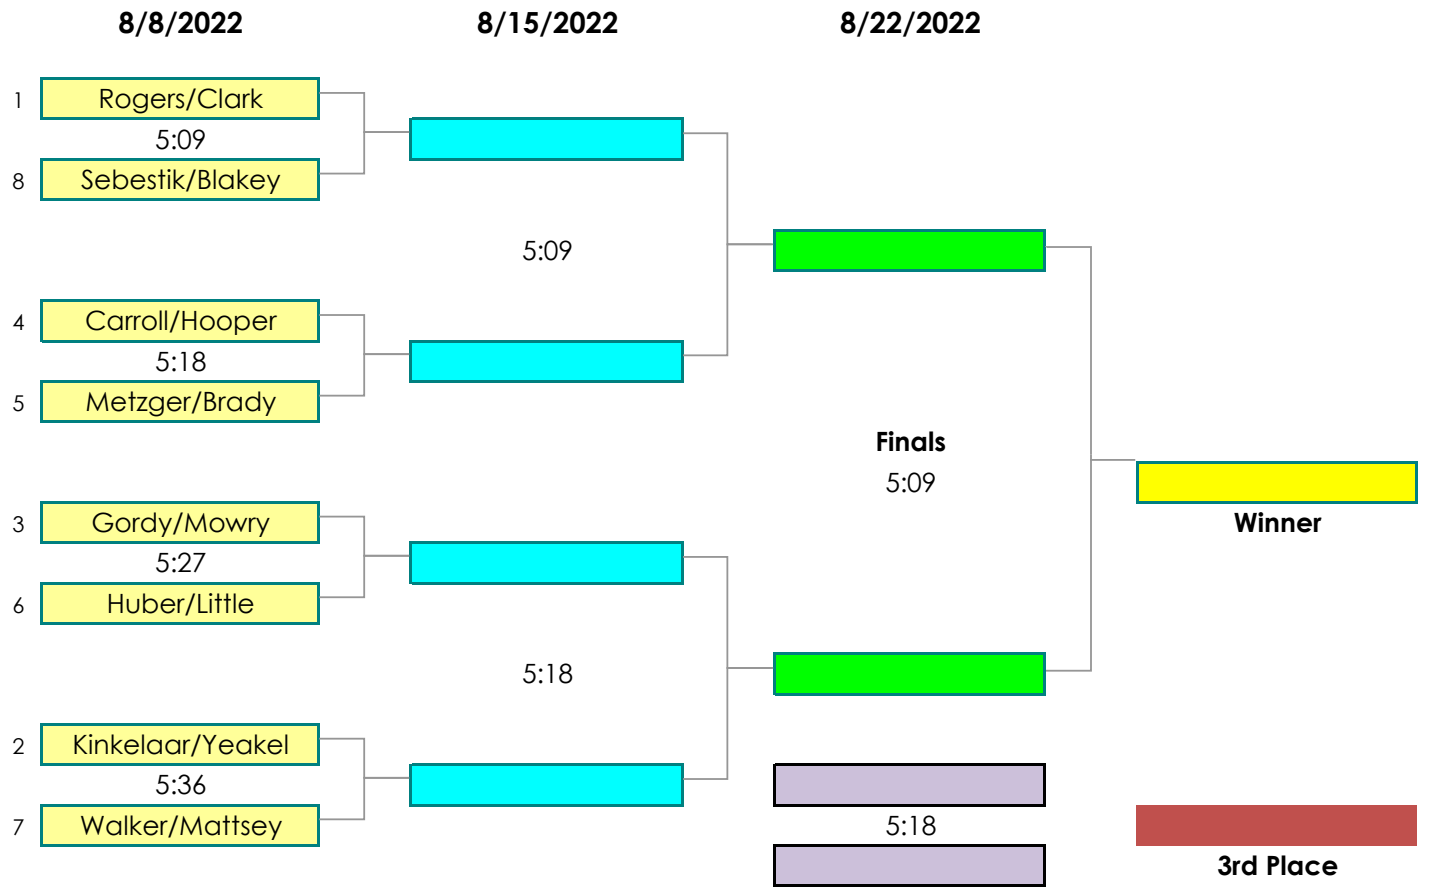 8/8/2022 8/15/2022 8/22/2022
1 Rogers/Clark
5:09
8 Sebestik/Blakey
5:09
4 Carroll/Hooper
5:18
5 Metzger/Brady
Finals
5:09
Winner
3 Gordy/Mowry
5:27
6 Huber/Little
5:18
2 Kinkelaar/Yeakel
5:36
7 Walker/Mattsey
5:18
3rd Place